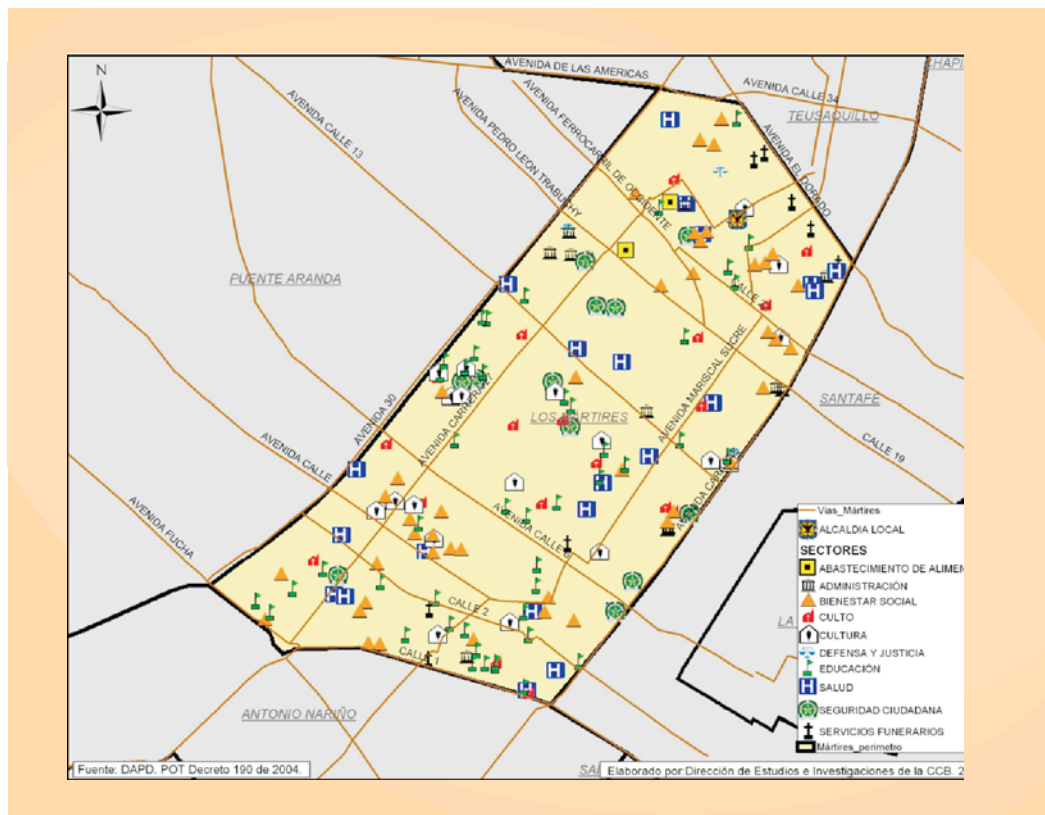 N
AVENIDA DE LAS AMERICAS
CHAPI
AVENIDA CALLE 34
TEUSAQUILLO
AVENIDA CALLE 13
AVENIDA PEDRO LEON TRABUCHY
AVENIDA FERROCARRIL DE OCCIDENTE
AVENIDA EL DORADO
PUENTE ARANDA
CALLE 2
AVENIDA MARISCAL SUCRE
SANTAFE
CALLE 19
LOS MÁRTIRES
AVENIDA 30
AVENIDA CARRERA
AVENIDA CALLE
AVENIDA FUCHA
AVENIDA CALLE 6
CALLE 2
CALLE 1
ANTONIO NARIÑO
LA
Vias_Mártires
ALCALDIA LOCAL
SECTORES
ABASTECIMIENTO DE ALIMEN
ADMINISTRACIÓN
BIENESTAR SOCIAL
CULTO
CULTURA
DEFENSA Y JUSTICIA
EDUCACIÓN
SALUD
SEGURIDAD CIUDADANA
SERVICIOS FUNERARIOS
Mártires_perimetro
Fuente: DAPD. POT Decreto 190 de 2004.
SA
Elaborado por:Dirección de Estudios e Investigaciones de la CCB. 2